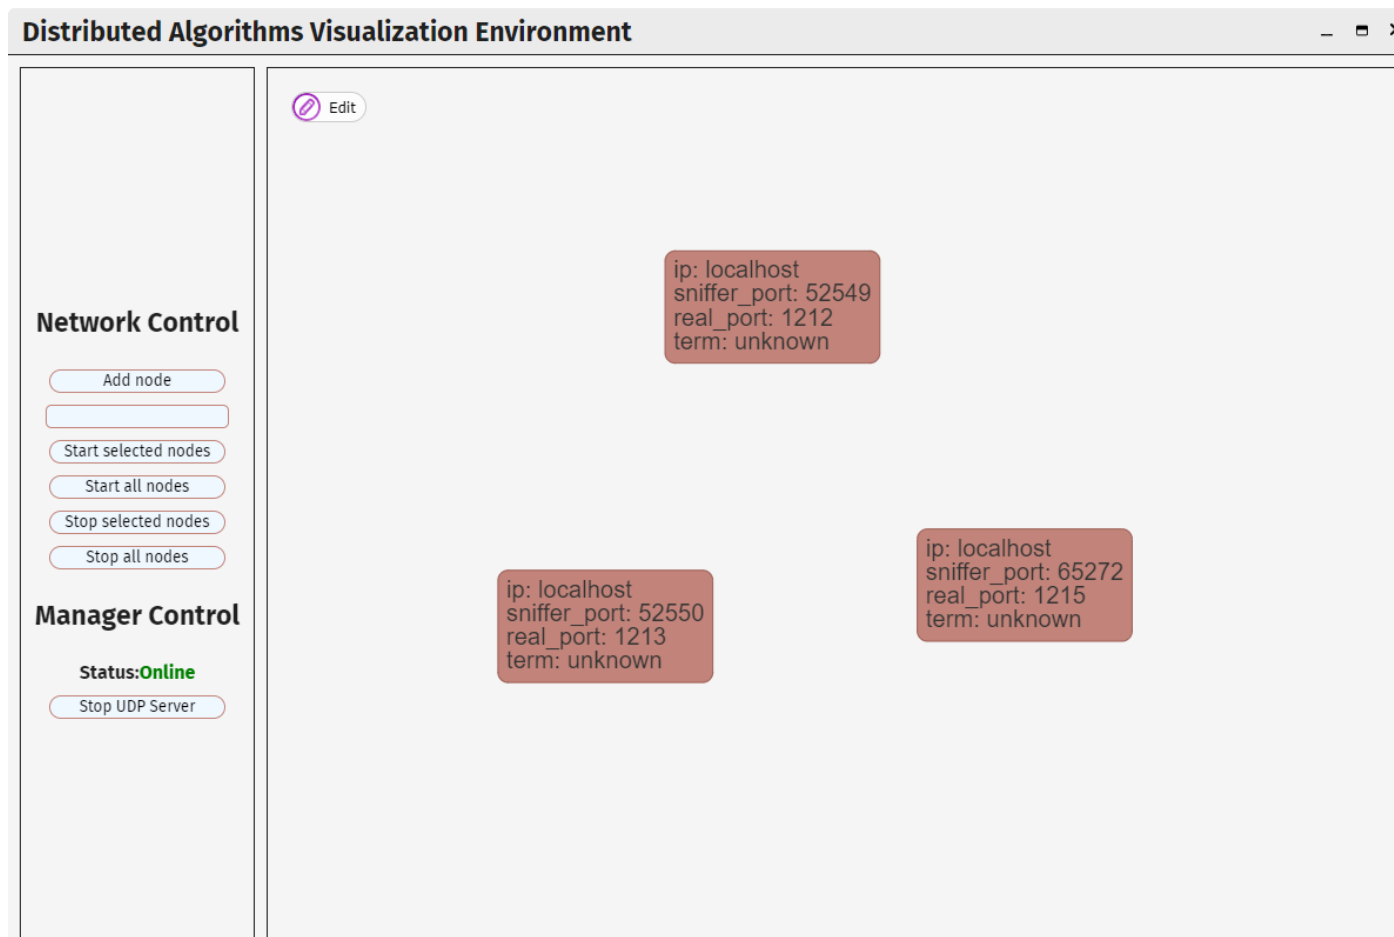 Distributed Algorithms Visualization Environment
Edit
Network Control
Add node
Start selected nodes
Start all nodes
Stop selected nodes
Stop all nodes
Manager Control
Status:Online
Stop UDP Server
ip: localhost
sniffer_port: 52549
real_port: 1212
term: unknown
ip: localhost
sniffer_port: 52550
real_port: 1213
term: unknown
ip: localhost
sniffer_port: 65272
real_port: 1215
term: unknown